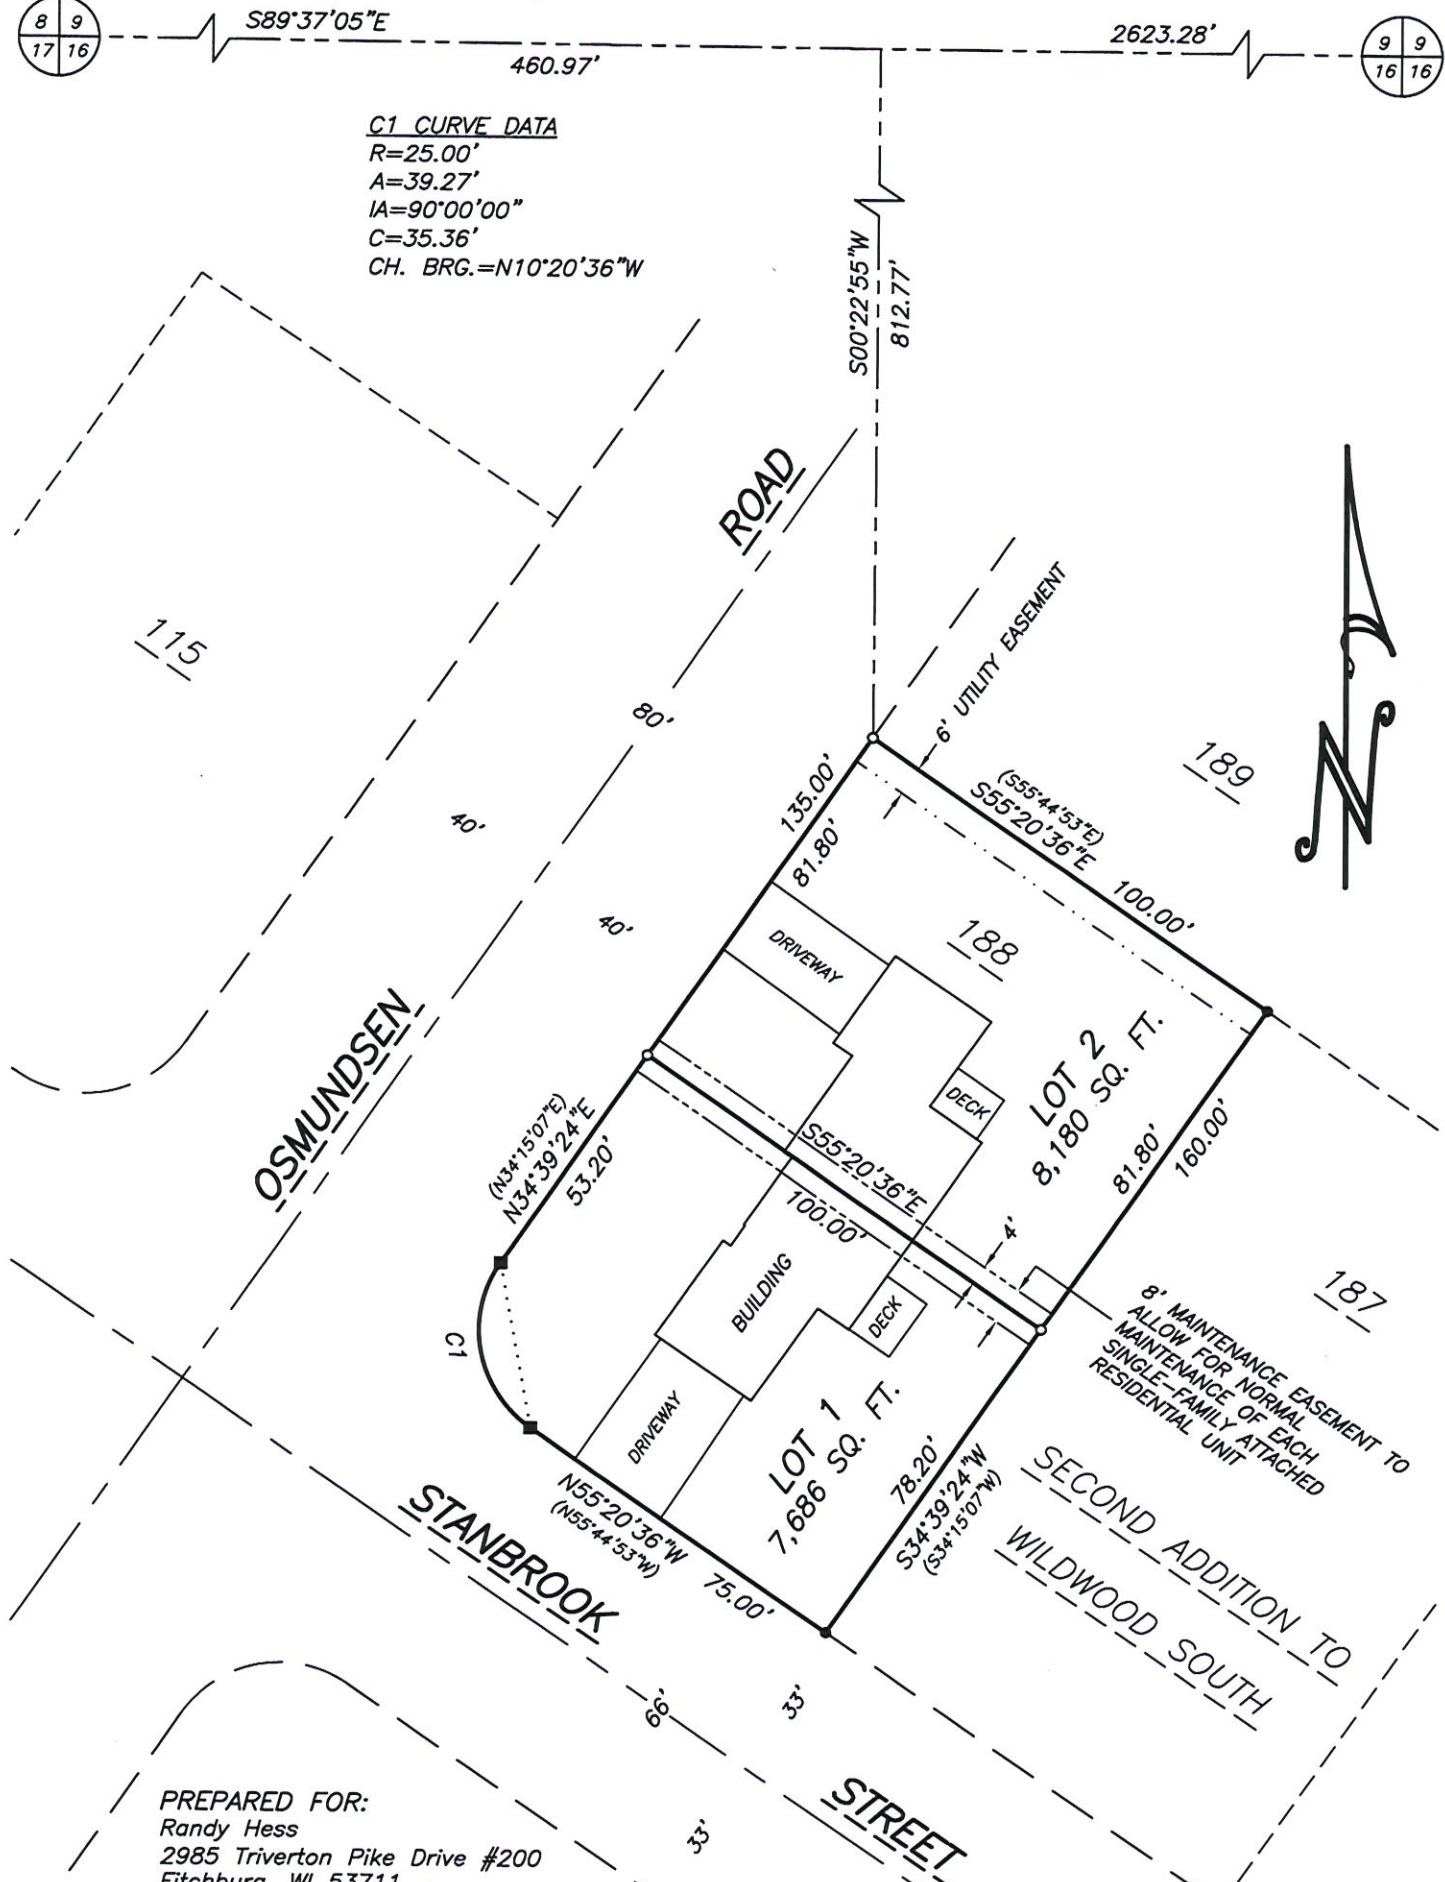 8 9
17 16
S89°37'05"E
460.97'
2623.28'
9 9
16 16
C1 CURVE DATA
R=25.00'
A=39.27'
IA=90°00'00"
C=35.36'
CH. BRG.=N10°20'36"W
S00°22'55"W
812.77'
ROAD
115
80'
40'
40'
OSMUNDSEN
6' UTILITY EASEMENT
189
N
135.00'
81.80'
(S55°44'53"E)
S55°20'36"E
100.00'
188
DRIVEWAY
DECK
LOT 2
8,180 SQ. FT.
81.80'
160.00'
(N34°15'07"E)
N34°39'24"E
53.20'
S55°20'36"E
100.00'
4'
BUILDING
DECK
187
8' MAINTENANCE EASEMENT TO
ALLOW FOR NORMAL
MAINTENANCE OF EACH
SINGLE-FAMILY ATTACHED
RESIDENTIAL UNIT
C1
DRIVEWAY
LOT 1
7,686 SQ. FT.
78.20'
S34°39'24"W
(S34°15'07"W)
N55°20'36"W
(N55°44'53"W)
75.00'
STANBROOK
SECOND ADDITION TO
WILDWOOD SOUTH
66'
33'
33'
STREET
PREPARED FOR:
Randy Hess
2985 Triverton Pike Drive #200
Fitchburg, WI 53711